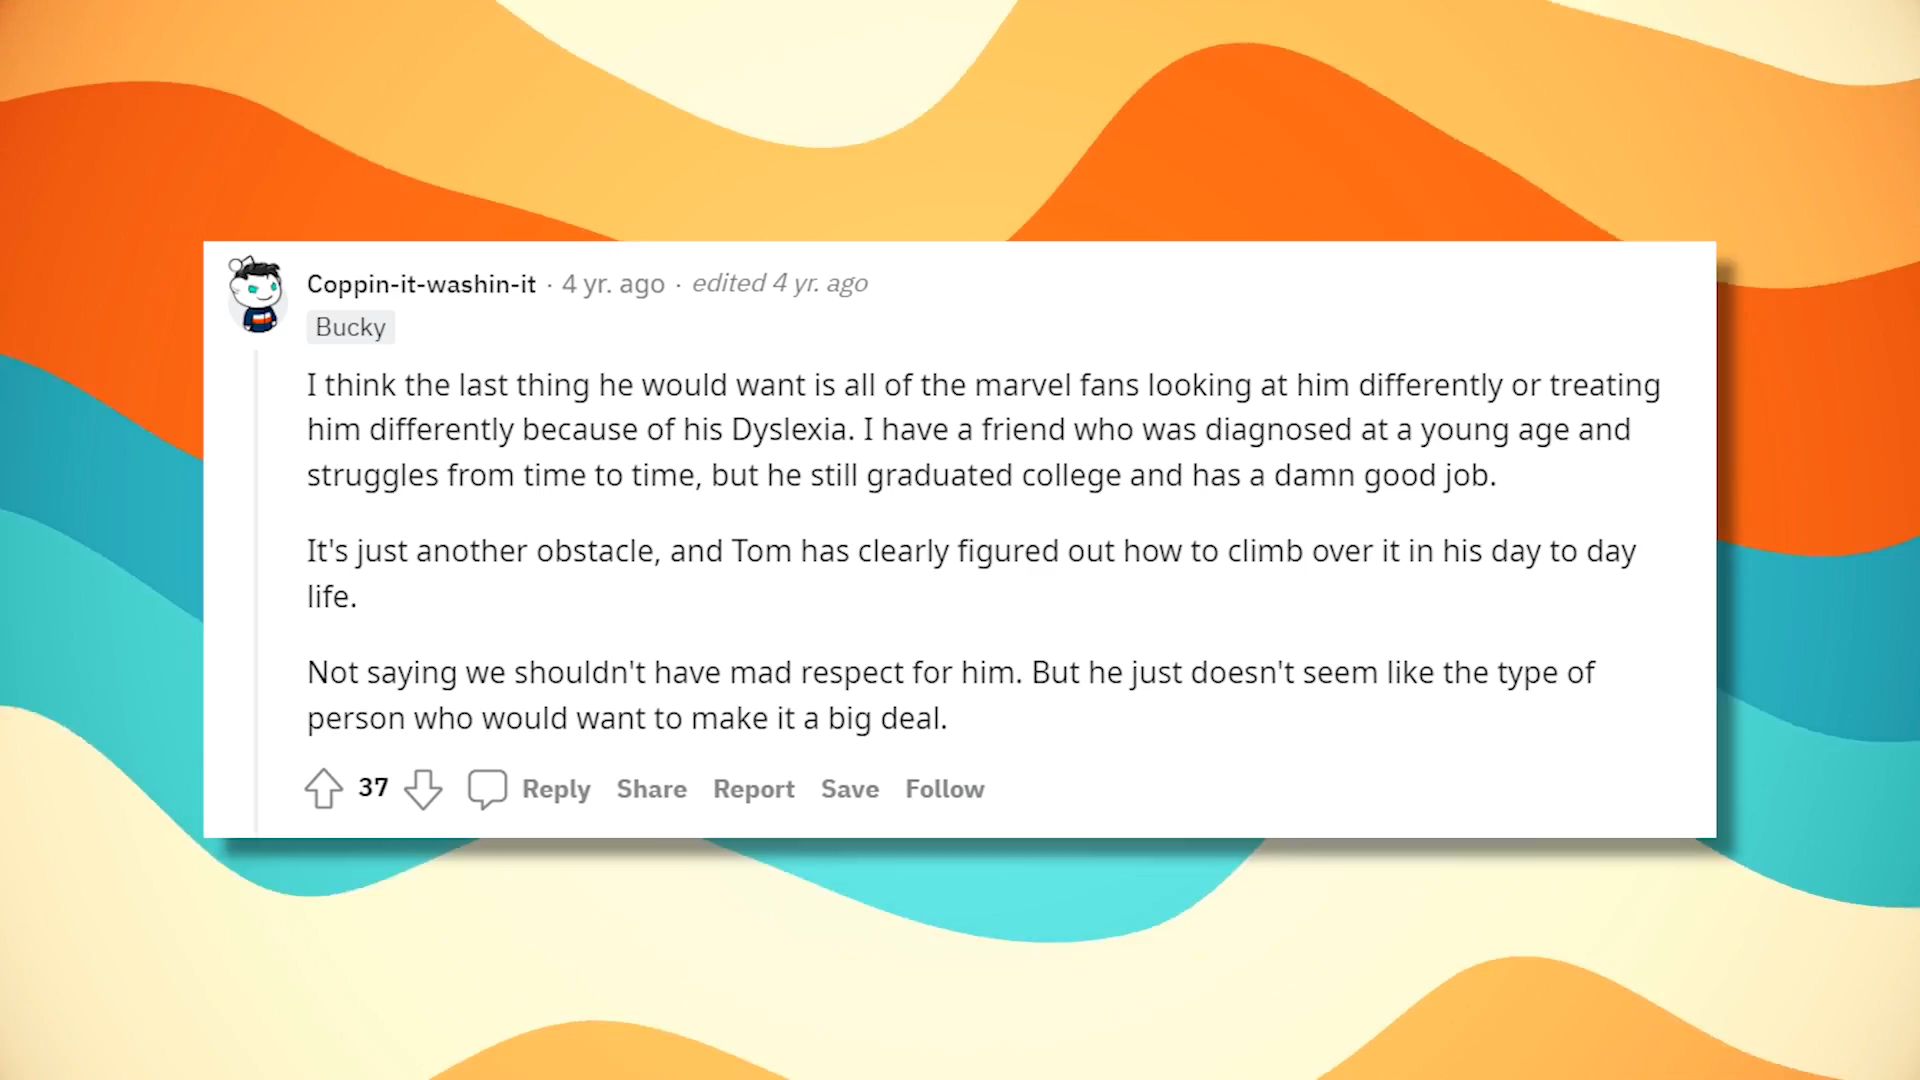 Coppin-it-washin-it · 4 yr. ago · edited 4 yr. ago
Bucky
I think the last thing he would want is all of the marvel fans looking at him differently or treating
him differently because of his Dyslexia. I have a friend who was diagnosed at a young age and
struggles from time to time, but he still graduated college and has a damn good job.
It's just another obstacle, and Tom has clearly figured out how to climb over it in his day to day
life.
Not saying we shouldn't have mad respect for him. But he just doesn't seem like the type of
person who would want to make it a big deal.
37 Reply Share Report Save Follow